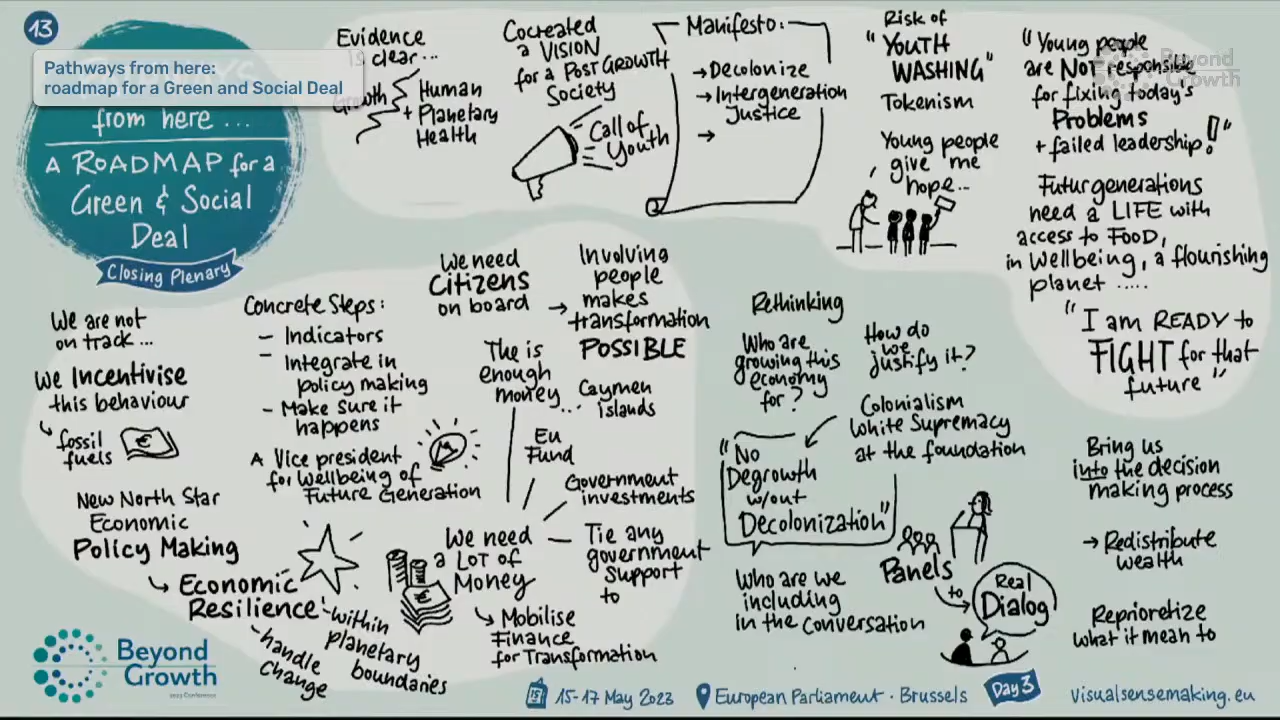 13
Pathways from here:
roadmap for a Green and Social Deal
from here ...
A ROADMAP for a
Green & Social
Deal
Closing Plenary
Evidence
is clear...
Growth
Human
+ Planetary
Health
Cocreated
a VISION
for a POST GROWTH
Society
Call of
Youth
Manifesto:
→ Decolonize
→ Intergeneration
Justice
→
Risk of
"YOUTH
WASHING"
Tokenism
Young people
give me
hope...
"Young people
are NOT responsible
for fixing today's
Problems
+ failed leadership!"
Futur generations
need a LIFE with
access to FOOD,
in Wellbeing, a flourishing
planet .....
"I am READY to
FIGHT for that
future"
Beyond
Growth
We are not
on track...
We Incentivise
this behaviour
fossil
fuels
€
New North Star
Economic
Policy Making
Economic
Resilience
- within
planetary
boundaries
- handle
change
Concrete Steps:
- Indicators
- Integrate in
policy making
- Make sure it
happens
A Vice president
for Wellbeing of
Future Generation
We need
Citizens
on board
→ Involving
people
makes
transformation
POSSIBLE
The is
enough
money...
Caymen
islands
Eu
Fund
Government
investments
We need
a LOT OF
Money
€
Tie any
government
support
to
Mobilise
Finance
for Transformation
Rethinking
Who are
growing this
economy
for?
How do
we
justify it?
Colonialism
White Supremacy
at the foundation
"No
Degrowth
w/out
Decolonization"
Who are we
including
in the conversation
Panels
to
Real
Dialog
Bring us
into the decision
making process
→ Redistribute
wealth
Reprioretize
what it mean to
Beyond
Growth
2023 Conference
15-17 May 2023
European Parliament · Brussels
Day 3
visualsensemaking.eu